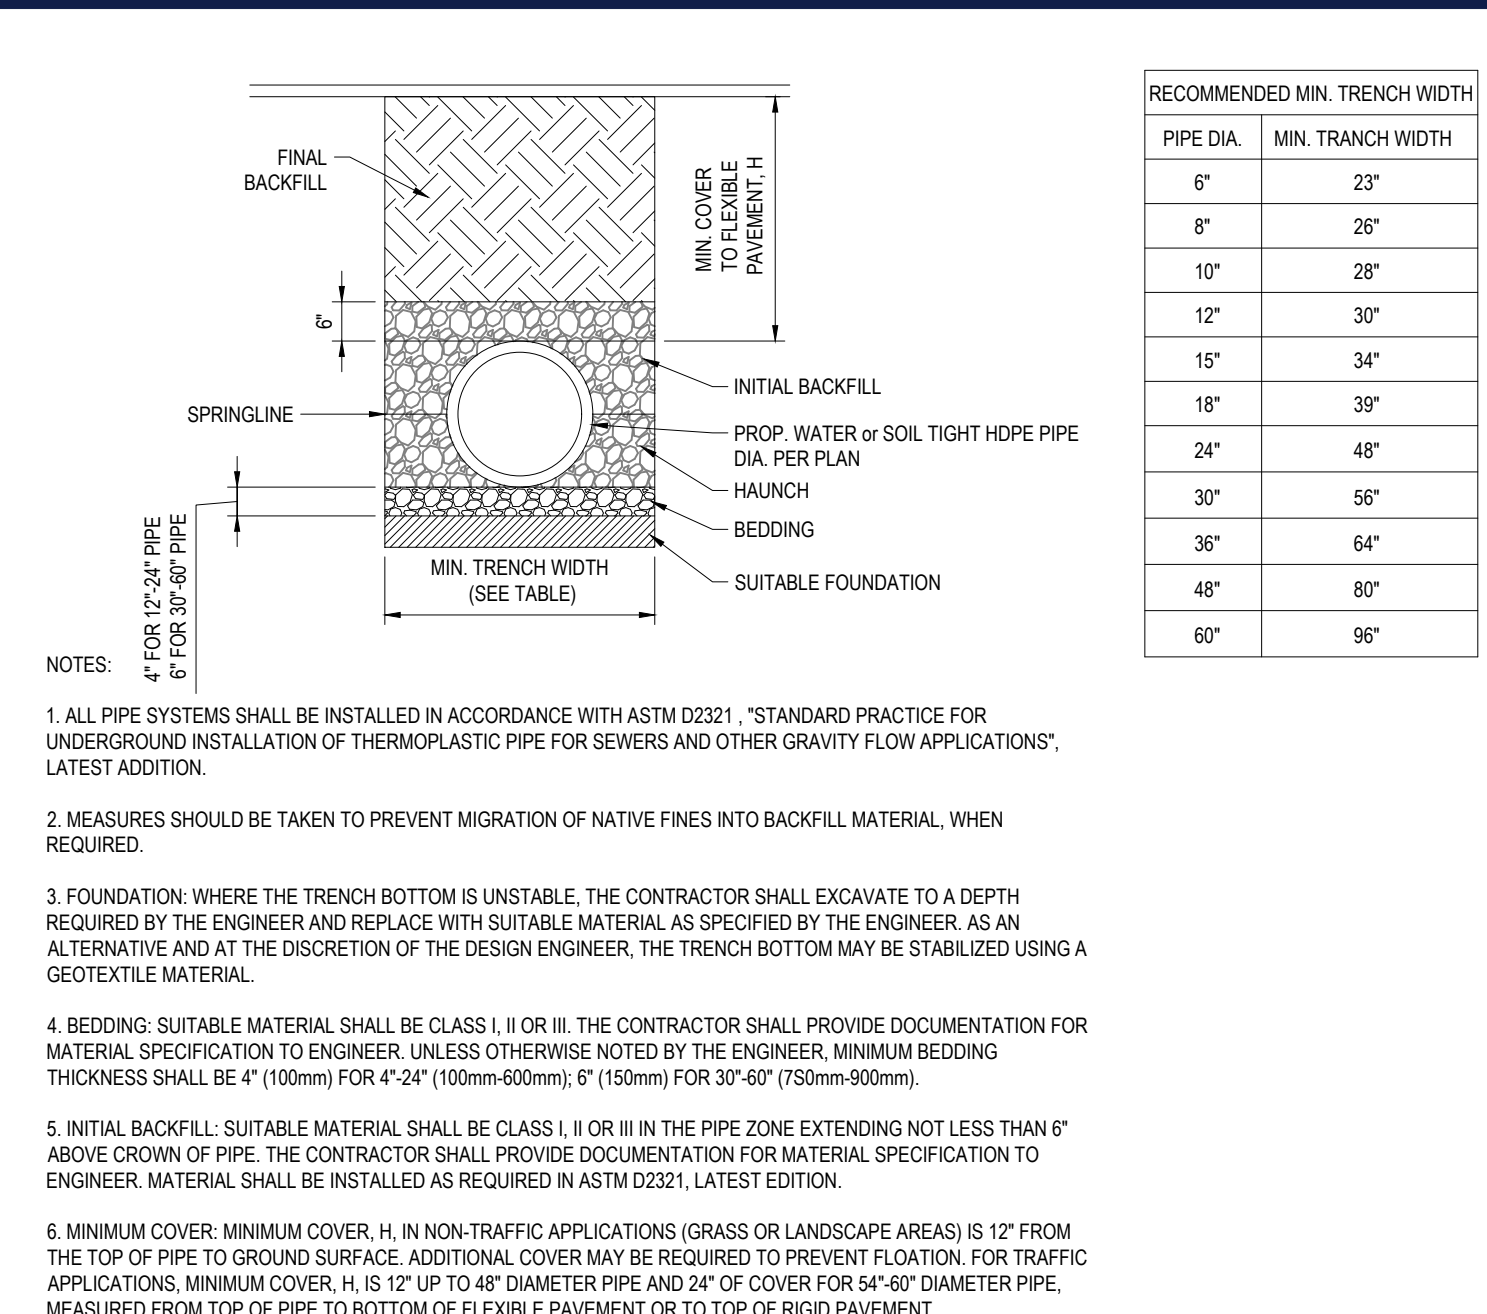 FINAL
BACKFILL
6"
MIN. COVER
TO FLEXIBLE
PAVEMENT, H
INITIAL BACKFILL
SPRINGLINE
PROP. WATER or SOIL TIGHT HDPE PIPE
DIA. PER PLAN
HAUNCH
BEDDING
SUITABLE FOUNDATION
MIN. TRENCH WIDTH
(SEE TABLE)
4" FOR 12"-24" PIPE
6" FOR 30"-60" PIPE
RECOMMENDED MIN. TRENCH WIDTH
PIPE DIA. MIN. TRANCH WIDTH
6" 23"
8" 26"
10" 28"
12" 30"
15" 34"
18" 39"
24" 48"
30" 56"
36" 64"
48" 80"
60" 96"
NOTES:
1. ALL PIPE SYSTEMS SHALL BE INSTALLED IN ACCORDANCE WITH ASTM D2321 , "STANDARD PRACTICE FOR
UNDERGROUND INSTALLATION OF THERMOPLASTIC PIPE FOR SEWERS AND OTHER GRAVITY FLOW APPLICATIONS",
LATEST ADDITION.
2. MEASURES SHOULD BE TAKEN TO PREVENT MIGRATION OF NATIVE FINES INTO BACKFILL MATERIAL, WHEN
REQUIRED.
3. FOUNDATION: WHERE THE TRENCH BOTTOM IS UNSTABLE, THE CONTRACTOR SHALL EXCAVATE TO A DEPTH
REQUIRED BY THE ENGINEER AND REPLACE WITH SUITABLE MATERIAL AS SPECIFIED BY THE ENGINEER. AS AN
ALTERNATIVE AND AT THE DISCRETION OF THE DESIGN ENGINEER, THE TRENCH BOTTOM MAY BE STABILIZED USING A
GEOTEXTILE MATERIAL.
4. BEDDING: SUITABLE MATERIAL SHALL BE CLASS I, II OR III. THE CONTRACTOR SHALL PROVIDE DOCUMENTATION FOR
MATERIAL SPECIFICATION TO ENGINEER. UNLESS OTHERWISE NOTED BY THE ENGINEER, MINIMUM BEDDING
THICKNESS SHALL BE 4" (100mm) FOR 4"-24" (100mm-600mm); 6" (150mm) FOR 30"-60" (7S0mm-900mm).
5. INITIAL BACKFILL: SUITABLE MATERIAL SHALL BE CLASS I, II OR III IN THE PIPE ZONE EXTENDING NOT LESS THAN 6"
ABOVE CROWN OF PIPE. THE CONTRACTOR SHALL PROVIDE DOCUMENTATION FOR MATERIAL SPECIFICATION TO
ENGINEER. MATERIAL SHALL BE INSTALLED AS REQUIRED IN ASTM D2321, LATEST EDITION.
6. MINIMUM COVER: MINIMUM COVER, H, IN NON-TRAFFIC APPLICATIONS (GRASS OR LANDSCAPE AREAS) IS 12" FROM
THE TOP OF PIPE TO GROUND SURFACE. ADDITIONAL COVER MAY BE REQUIRED TO PREVENT FLOATION. FOR TRAFFIC
APPLICATIONS, MINIMUM COVER, H, IS 12" UP TO 48" DIAMETER PIPE AND 24" OF COVER FOR 54"-60" DIAMETER PIPE,
MEASURED FROM TOP OF PIPE TO BOTTOM OF FLEXIBLE PAVEMENT OR TO TOP OF RIGID PAVEMENT